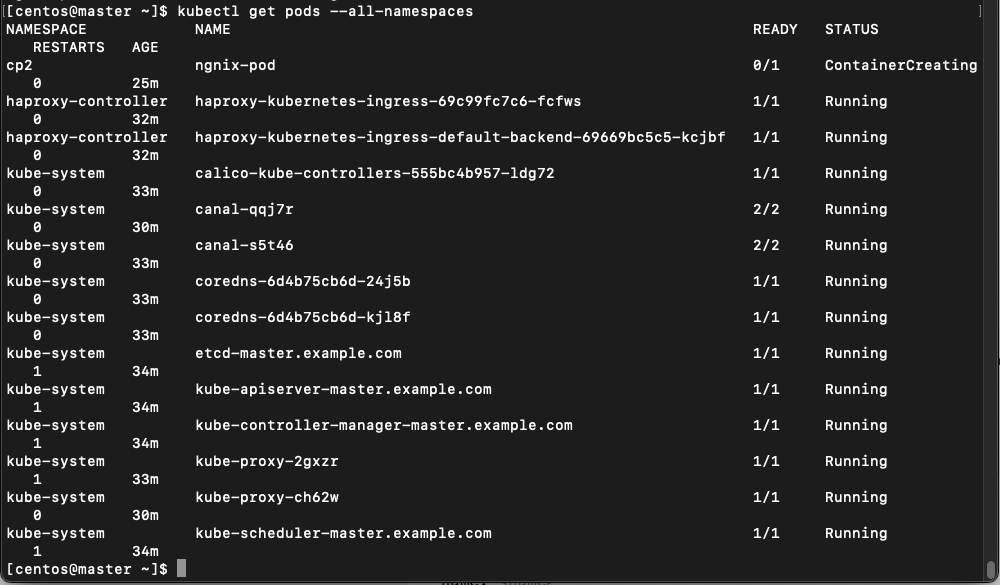 [centos@master ~]$ kubectl get pods --all-namespaces
NAMESPACE NAME READY STATUS
RESTARTS AGE
cp2 ngnix-pod 0/1 ContainerCreating
0 25m
haproxy-controller haproxy-kubernetes-ingress-69c99fc7c6-fcfws 1/1 Running
0 32m
haproxy-controller haproxy-kubernetes-ingress-default-backend-69669bc5c5-kcjbf 1/1 Running
0 32m
kube-system calico-kube-controllers-555bc4b957-ldg72 1/1 Running
0 33m
kube-system canal-qqj7r 2/2 Running
0 30m
kube-system canal-s5t46 2/2 Running
0 33m
kube-system coredns-6d4b75cb6d-24j5b 1/1 Running
0 33m
kube-system coredns-6d4b75cb6d-kjl8f 1/1 Running
0 33m
kube-system etcd-master.example.com 1/1 Running
1 34m
kube-system kube-apiserver-master.example.com 1/1 Running
1 34m
kube-system kube-controller-manager-master.example.com 1/1 Running
1 34m
kube-system kube-proxy-2gxzr 1/1 Running
1 33m
kube-system kube-proxy-ch62w 1/1 Running
0 30m
kube-system kube-scheduler-master.example.com 1/1 Running
1 34m
[centos@master ~]$